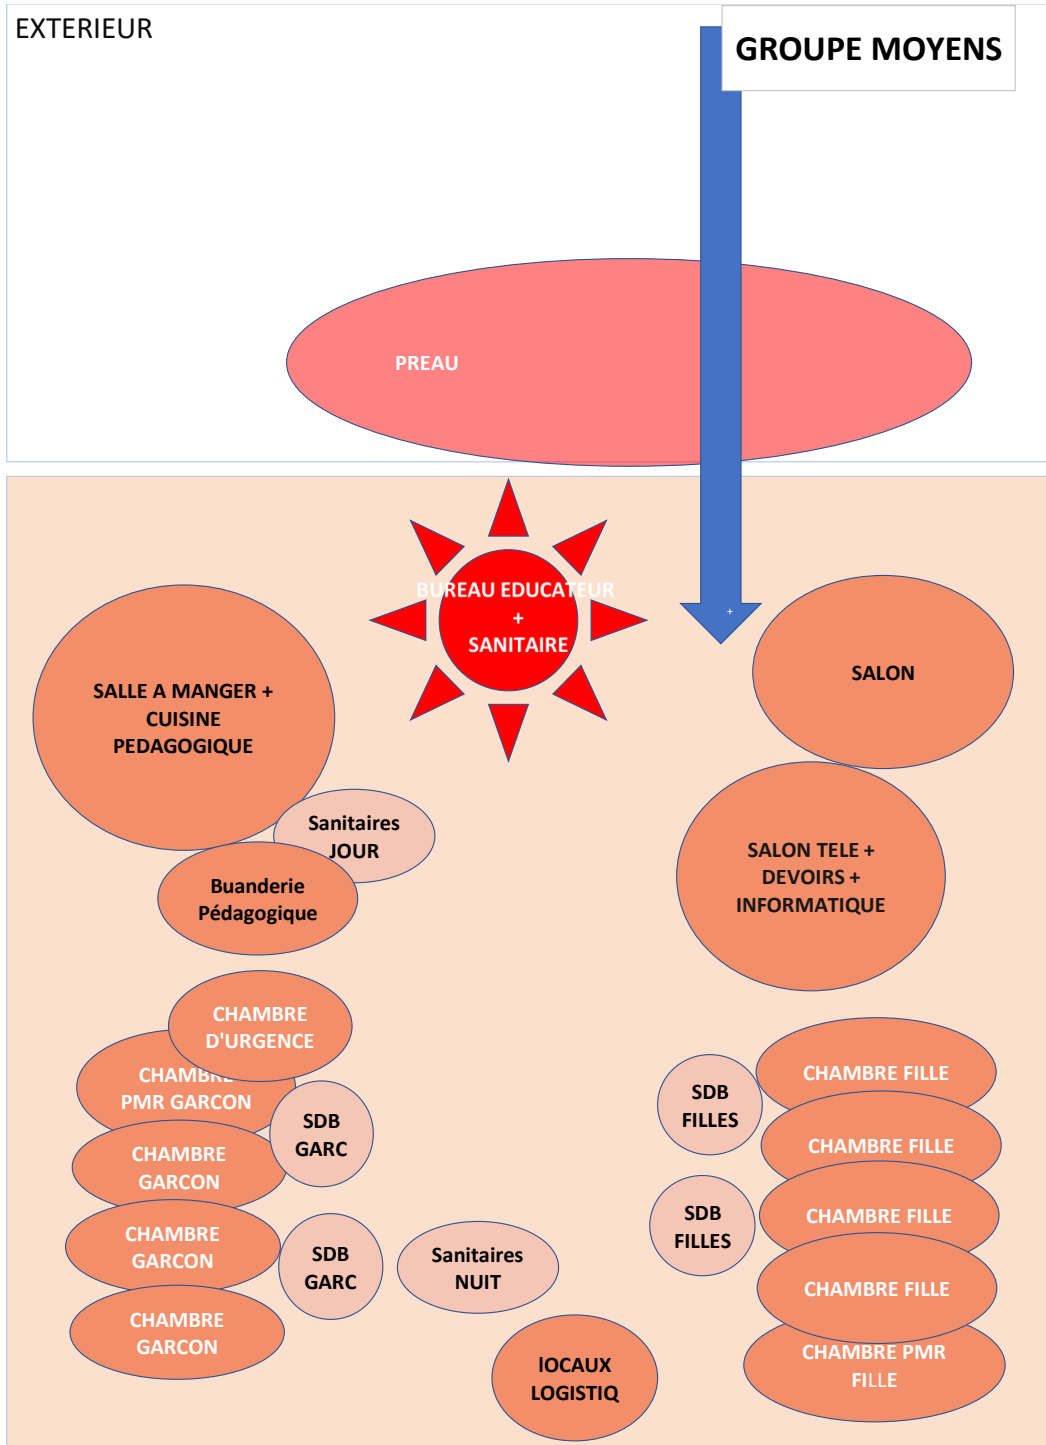 EXTERIEUR
GROUPE MOYENS
PREAU
BUREAU EDUCATEUR
+
SANITAIRE
+
SALLE A MANGER +
CUISINE
PEDAGOGIQUE
SALON
Sanitaires
JOUR
Buanderie
Pédagogique
SALON TELE +
DEVOIRS +
INFORMATIQUE
CHAMBRE
D'URGENCE
CHAMBRE
PMR GARCON
SDB
GARC
CHAMBRE
GARCON
CHAMBRE
GARCON
SDB
GARC
CHAMBRE
GARCON
Sanitaires
NUIT
lOCAUX
LOGISTIQ
SDB
FILLES
SDB
FILLES
CHAMBRE FILLE
CHAMBRE FILLE
CHAMBRE FILLE
CHAMBRE FILLE
CHAMBRE PMR
FILLE